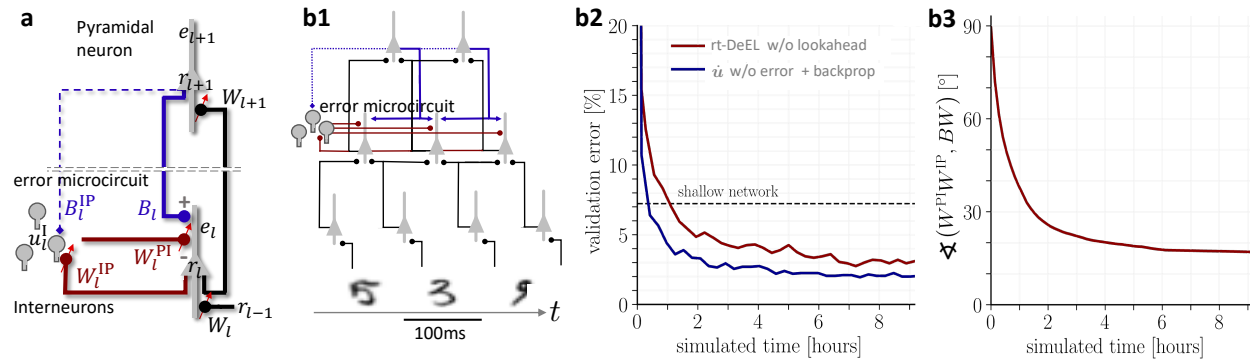 a
Pyramidal
neuron
e_{l+1}
r_{l+1}
W_{l+1}
error microcircuit
B_l^{IP}
B_l
+
e_l
u_l^I
W_l^{PI}
-
W_l^{IP}
r_l
Interneurons
r_{l-1}
W_l
b1
error microcircuit
5 3 9
100ms
t
b2
validation error [%]
20
15
10
5
0
rt-DeEL w/o lookahead
u̇ w/o error + backprop
shallow network
0 2 4 6 8
simulated time [hours]
b3
∢(W^{PI}W^{IP}, BW) [°]
90
60
30
0
0 2 4 6 8
simulated time [hours]